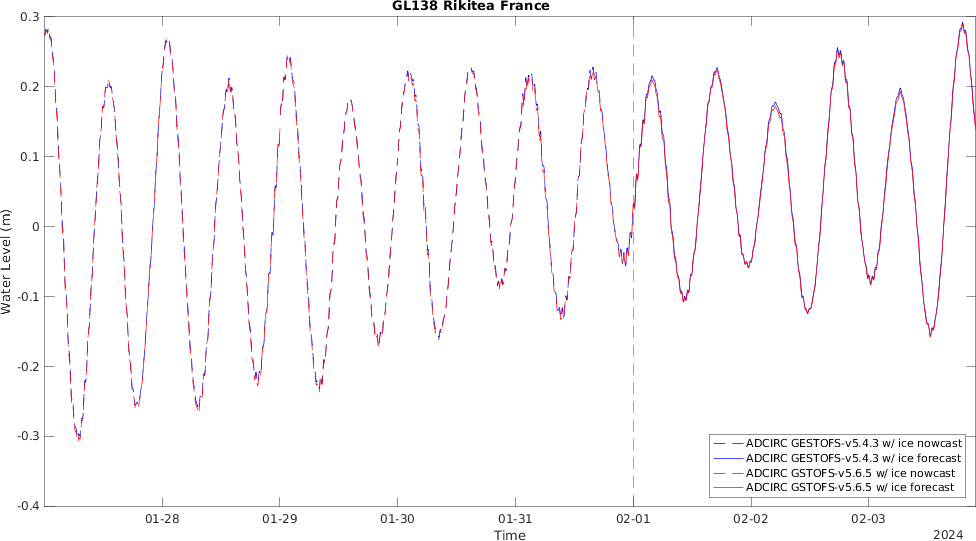 GL138 Rikitea France
0.3
0.2
0.1
0
-0.1
-0.2
-0.3
-0.4
Water Level (m)
01-28
01-29
01-30
01-31
02-01
02-02
02-03
Time
2024
ADCIRC GESTOFS-v5.4.3 w/ ice nowcast
ADCIRC GESTOFS-v5.4.3 w/ ice forecast
ADCIRC GSTOFS-v5.6.5 w/ ice nowcast
ADCIRC GSTOFS-v5.6.5 w/ ice forecast